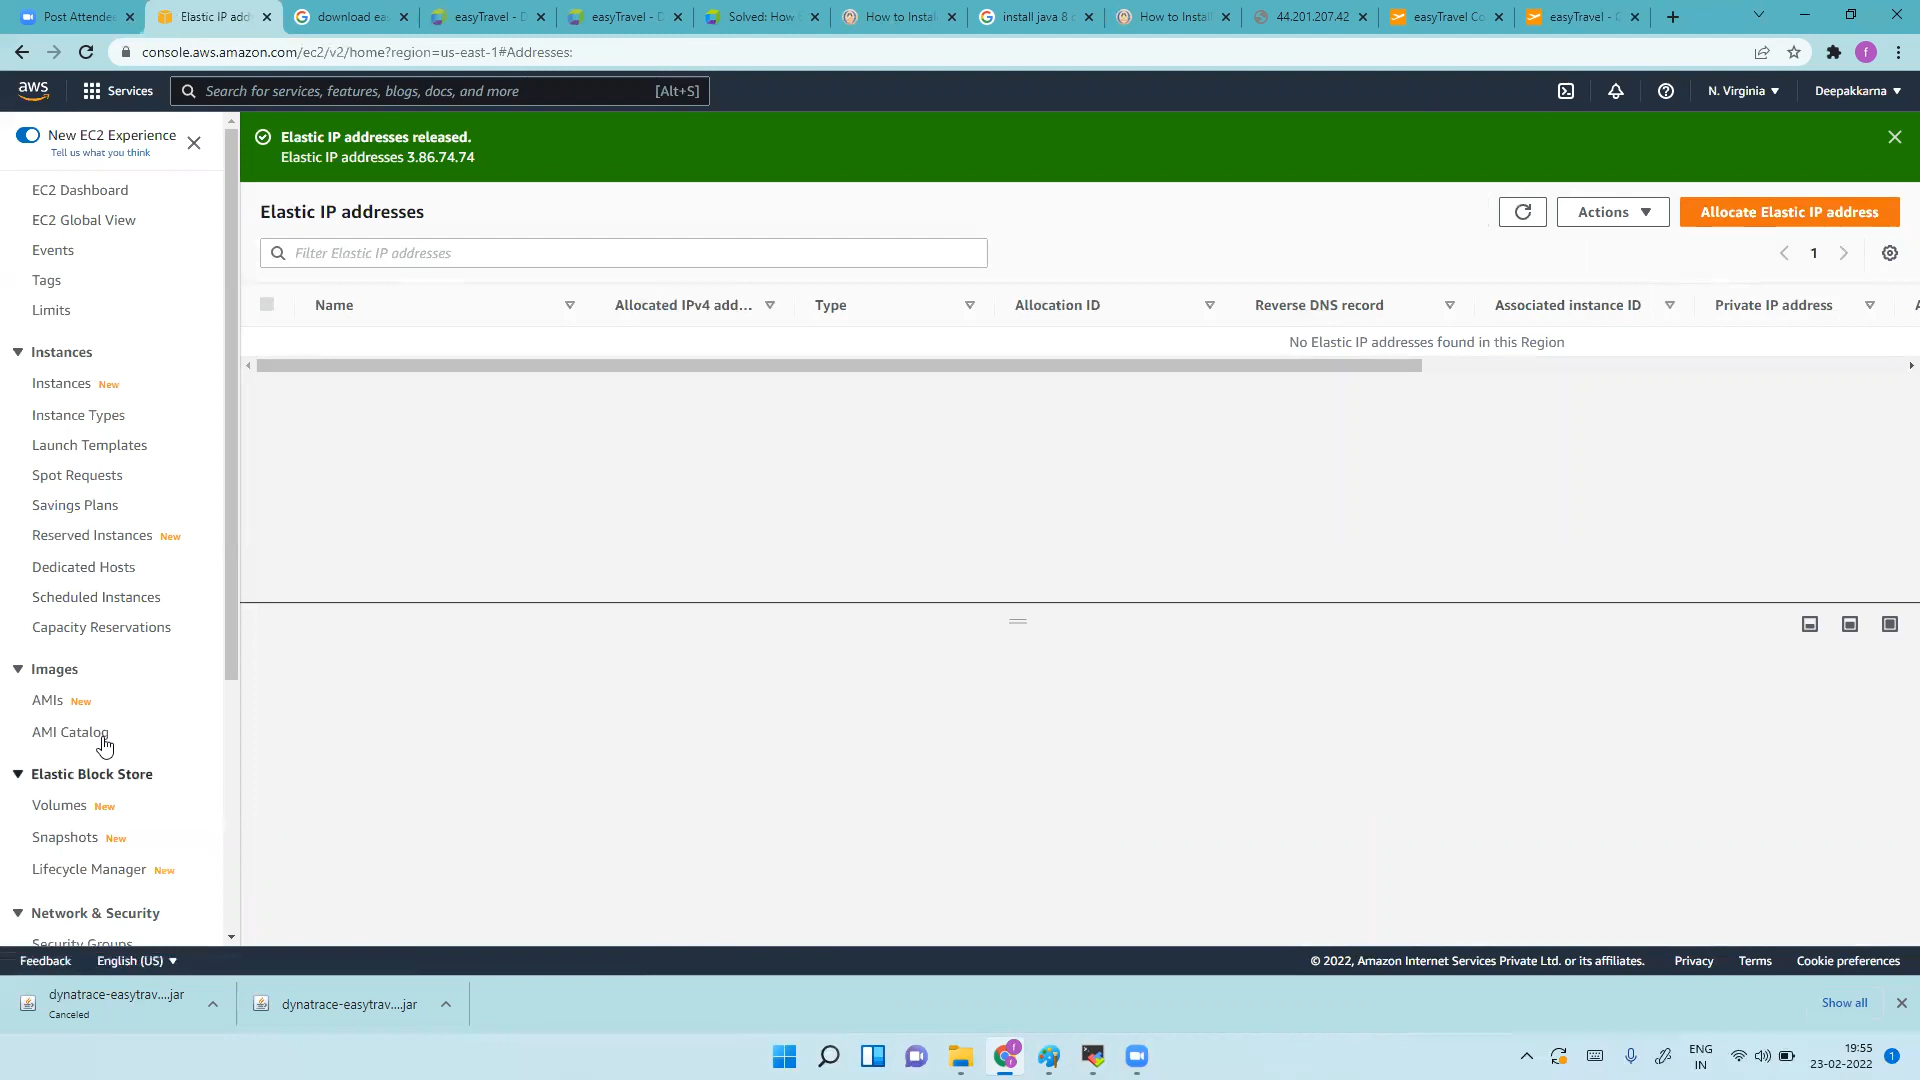 Post Attendee
Elastic IP add
download eas
easyTravel - D
easyTravel - D
Solved: How
How to Instal
install java 8
How to Install
44.201.207.42
easyTravel Co
easyTravel -
console.aws.amazon.com/ec2/v2/home?region=us-east-1#Addresses:
f
aws
Services
Search for services, features, blogs, docs, and more
[Alt+S]
N. Virginia
Deepakkarna
New EC2 Experience
Tell us what you think
EC2 Dashboard
EC2 Global View
Events
Tags
Limits
Instances
Instances New
Instance Types
Launch Templates
Spot Requests
Savings Plans
Reserved Instances New
Dedicated Hosts
Scheduled Instances
Capacity Reservations
Images
AMIs New
AMI Catalog
Elastic Block Store
Volumes New
Snapshots New
Lifecycle Manager New
Network & Security
Security Groups
Elastic IP addresses released.
Elastic IP addresses 3.86.74.74
Elastic IP addresses
Actions
Allocate Elastic IP address
Filter Elastic IP addresses
1
Name
Allocated IPv4 add...
Type
Allocation ID
Reverse DNS record
Associated instance ID
Private IP address
No Elastic IP addresses found in this Region
Feedback
English (US)
© 2022, Amazon Internet Services Private Ltd. or its affiliates.
Privacy
Terms
Cookie preferences
dynatrace-easytrav....jar
Canceled
dynatrace-easytrav....jar
Show all
ENG
IN
19:55
23-02-2022
1